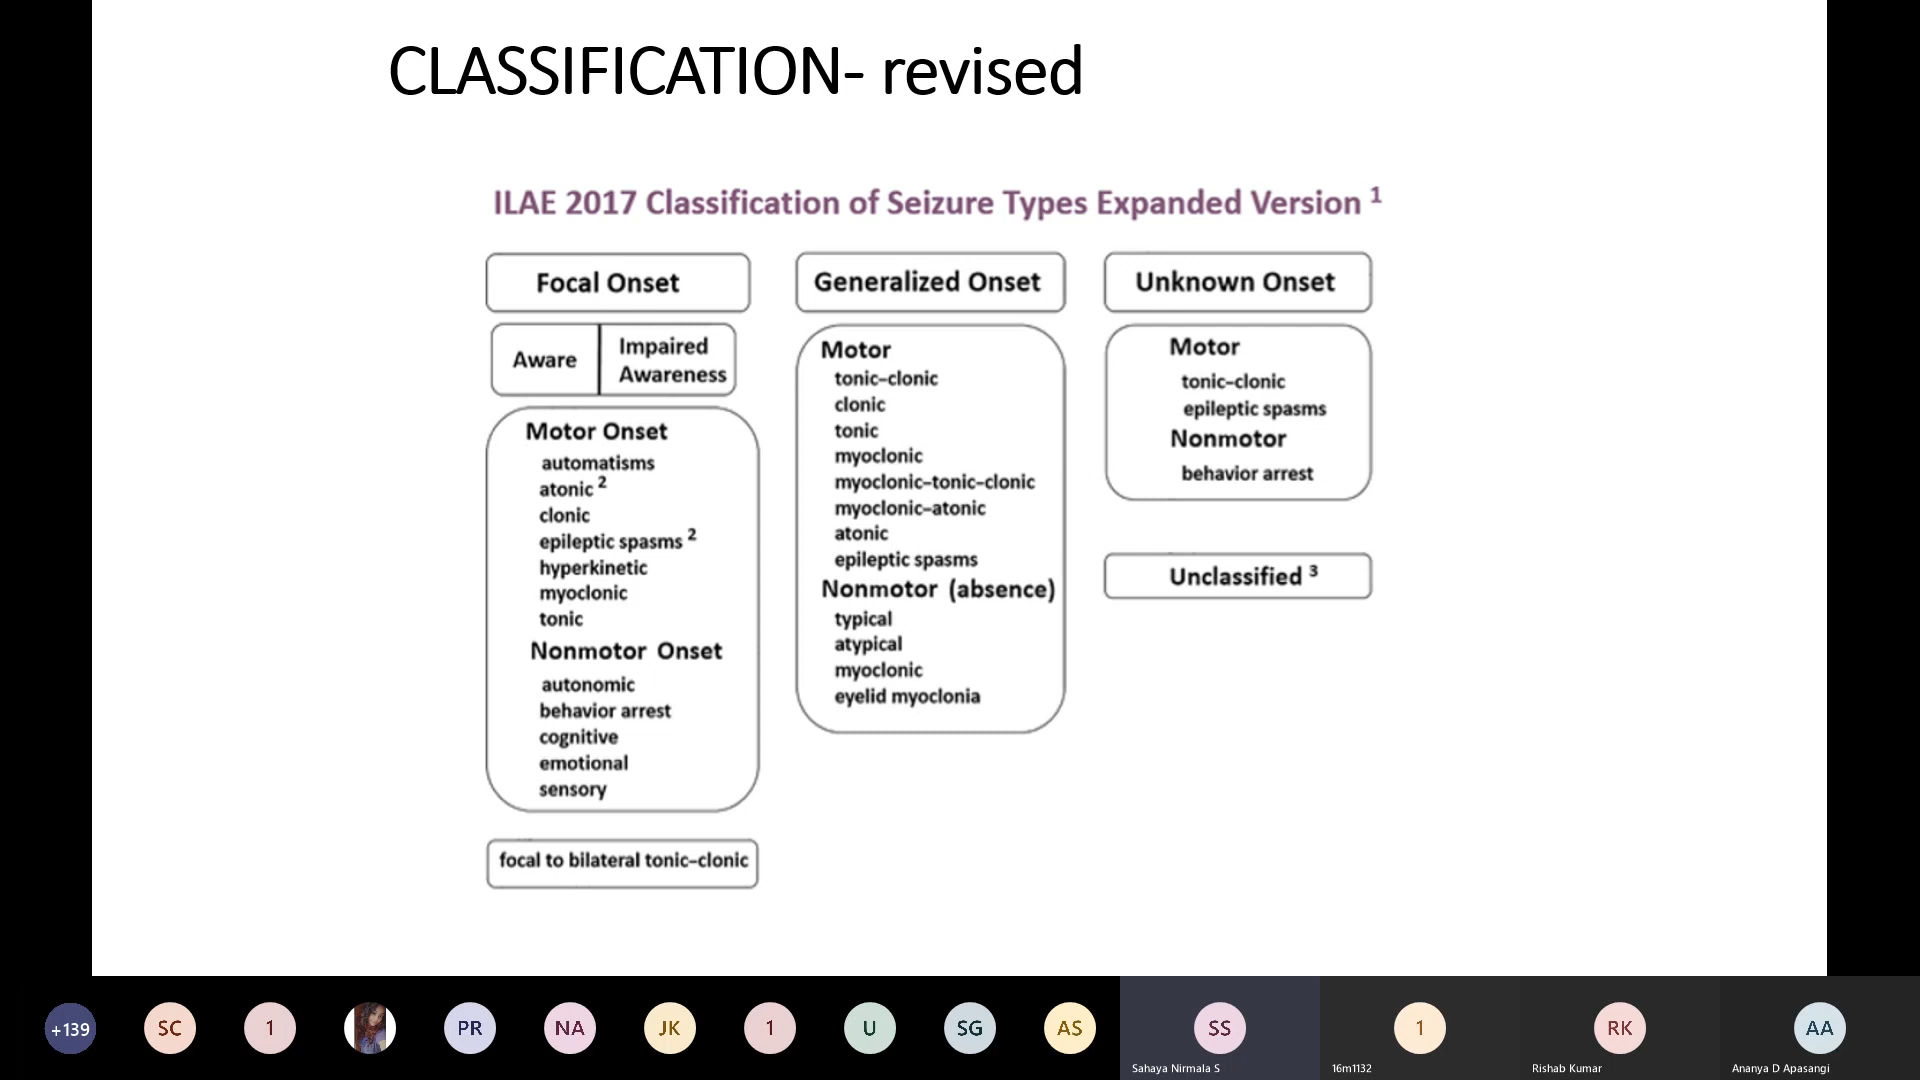 CLASSIFICATION- revised
ILAE 2017 Classification of Seizure Types Expanded Version 1
Focal Onset
Aware
Impaired
Awareness
Motor Onset
automatisms
atonic 2
clonic
epileptic spasms 2
hyperkinetic
myoclonic
tonic
Nonmotor Onset
autonomic
behavior arrest
cognitive
emotional
sensory
focal to bilateral tonic–clonic
Generalized Onset
Motor
tonic–clonic
clonic
tonic
myoclonic
myoclonic–tonic–clonic
myoclonic–atonic
atonic
epileptic spasms
Nonmotor (absence)
typical
atypical
myoclonic
eyelid myoclonia
Unknown Onset
Motor
tonic–clonic
epileptic spasms
Nonmotor
behavior arrest
Unclassified 3
+139
SC
1
PR
NA
JK
1
U
SG
AS
SS
Sahaya Nirmala S
1
16m1132
RK
Rishab Kumar
AA
Ananya D Apasangi